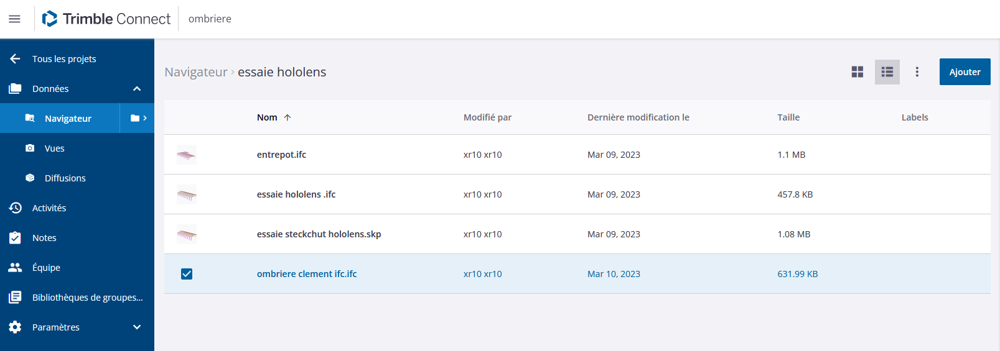 Trimble Connect
ombriere
Tous les projets
Données
Navigateur
Vues
Diffusions
Activités
Notes
Équipe
Bibliothèques de groupes...
Paramètres
Navigateur › essaie hololens
Ajouter
Nom ↑ Modifié par Dernière modification le Taille Labels
entrepot.ifc xr10 xr10 Mar 09, 2023 1.1 MB
essaie hololens .ifc xr10 xr10 Mar 09, 2023 457.8 KB
essaie steckchut hololens.skp xr10 xr10 Mar 09, 2023 1.08 MB
ombriere clement ifc.ifc xr10 xr10 Mar 10, 2023 631.99 KB